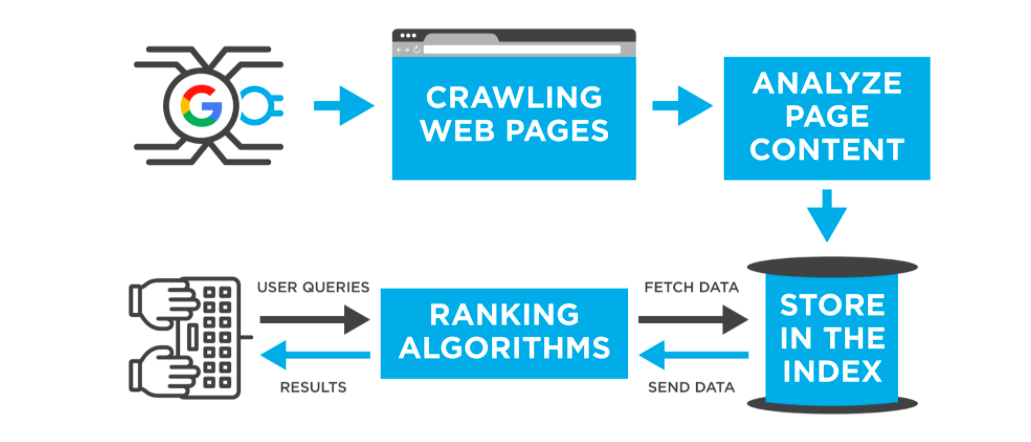 G
CRAWLING
WEB PAGES
ANALYZE
PAGE
CONTENT
USER QUERIES
RESULTS
RANKING
ALGORITHMS
FETCH DATA
SEND DATA
STORE
IN THE
INDEX